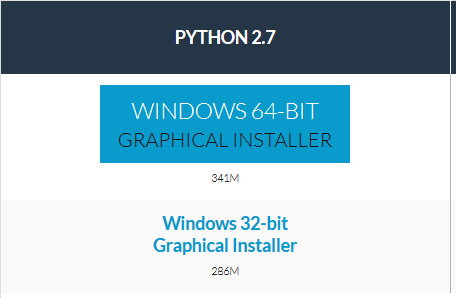 PYTHON 2.7
WINDOWS 64-BIT
GRAPHICAL INSTALLER
341M
Windows 32-bit
Graphical Installer
286M